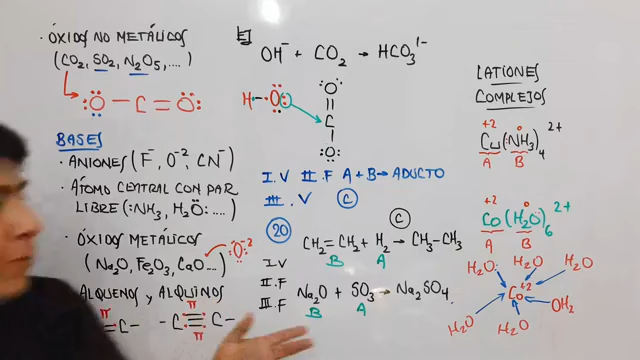 • ÓXIDOS NO METÁLICOS
(CO₂, SO₂, N₂O₅, ....)
O — C = O
BASES
• ANIONES (F⁻, O⁻², CN⁻)
• ÁTOMO CENTRAL CON PAR
LIBRE (:NH₃, H₂O:....)
• ÓXIDOS METÁLICOS
O⁻²
(Na₂O, Fe₂O₃, CaO...)
ALQUENOS y ALQUINOS
π
π
C — C ≡ C —
π
EJ
OH⁻ + CO₂ → HCO₃¹⁻
H — O
O
||
C
||
O
I. V II. F A + B → ADUCTO
III. V C
20 C
CH₂ = CH₂ + H₂ → CH₃ – CH₃
B A
I. V
II. F
Na₂O + SO₃ → Na₂SO₄.
III. F
B A
CATIONES
COMPLEJOS
+2 0
Cu(:NH₃)₄ ²⁺
A B
+2 0
Co(H₂O:)₆ ²⁺
A B
H₂O H₂O H₂O
Co⁺²
H₂O H₂O OH₂